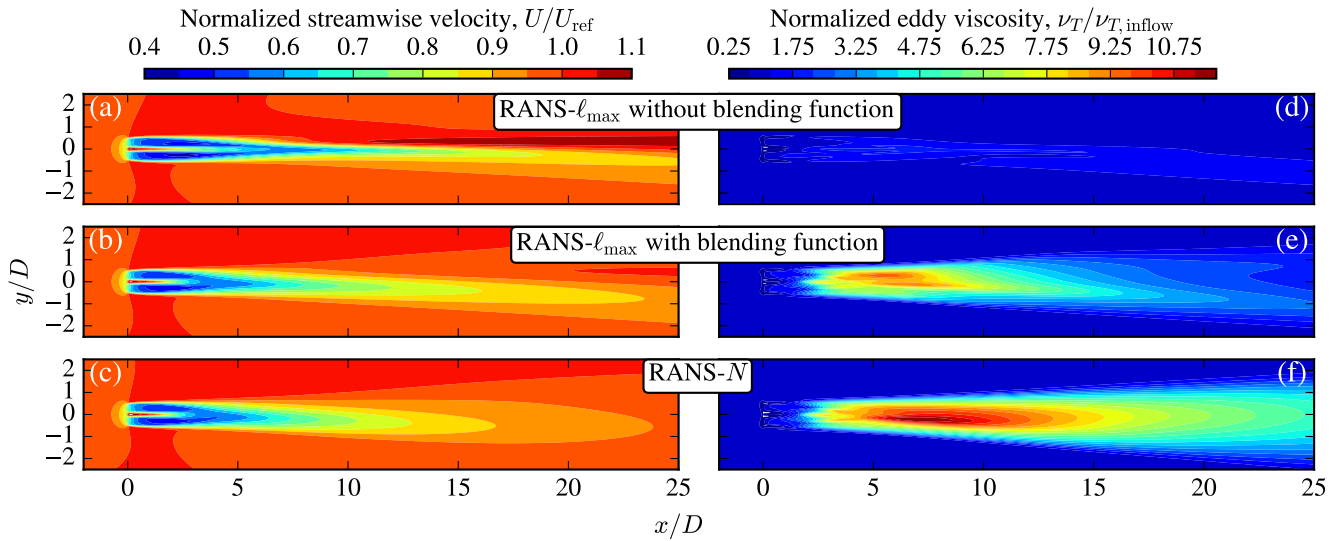 Normalized streamwise velocity, U/U_ref
0.4 0.5 0.6 0.7 0.8 0.9 1.0 1.1
Normalized eddy viscosity, ν_T/ν_T,inflow
0.25 1.75 3.25 4.75 6.25 7.75 9.25 10.75
(a) RANS-ℓ_max without blending function (d)
2
1
0
−1
−2
(b) RANS-ℓ_max with blending function (e)
2
1
0
−1
−2
y/D
(c) RANS-N (f)
2
1
0
−1
−2
0 5 10 15 20 25
0 5 10 15 20 25
x/D